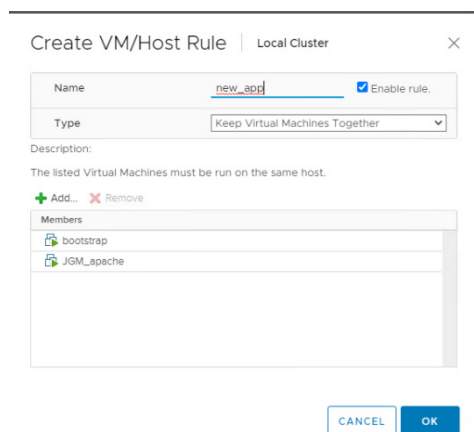 Create VM/Host Rule Local Cluster
Name new_app Enable rule.
Type Keep Virtual Machines Together
Description:
The listed Virtual Machines must be run on the same host.
Add... Remove
Members
bootstrap
JGM_apache
CANCEL OK